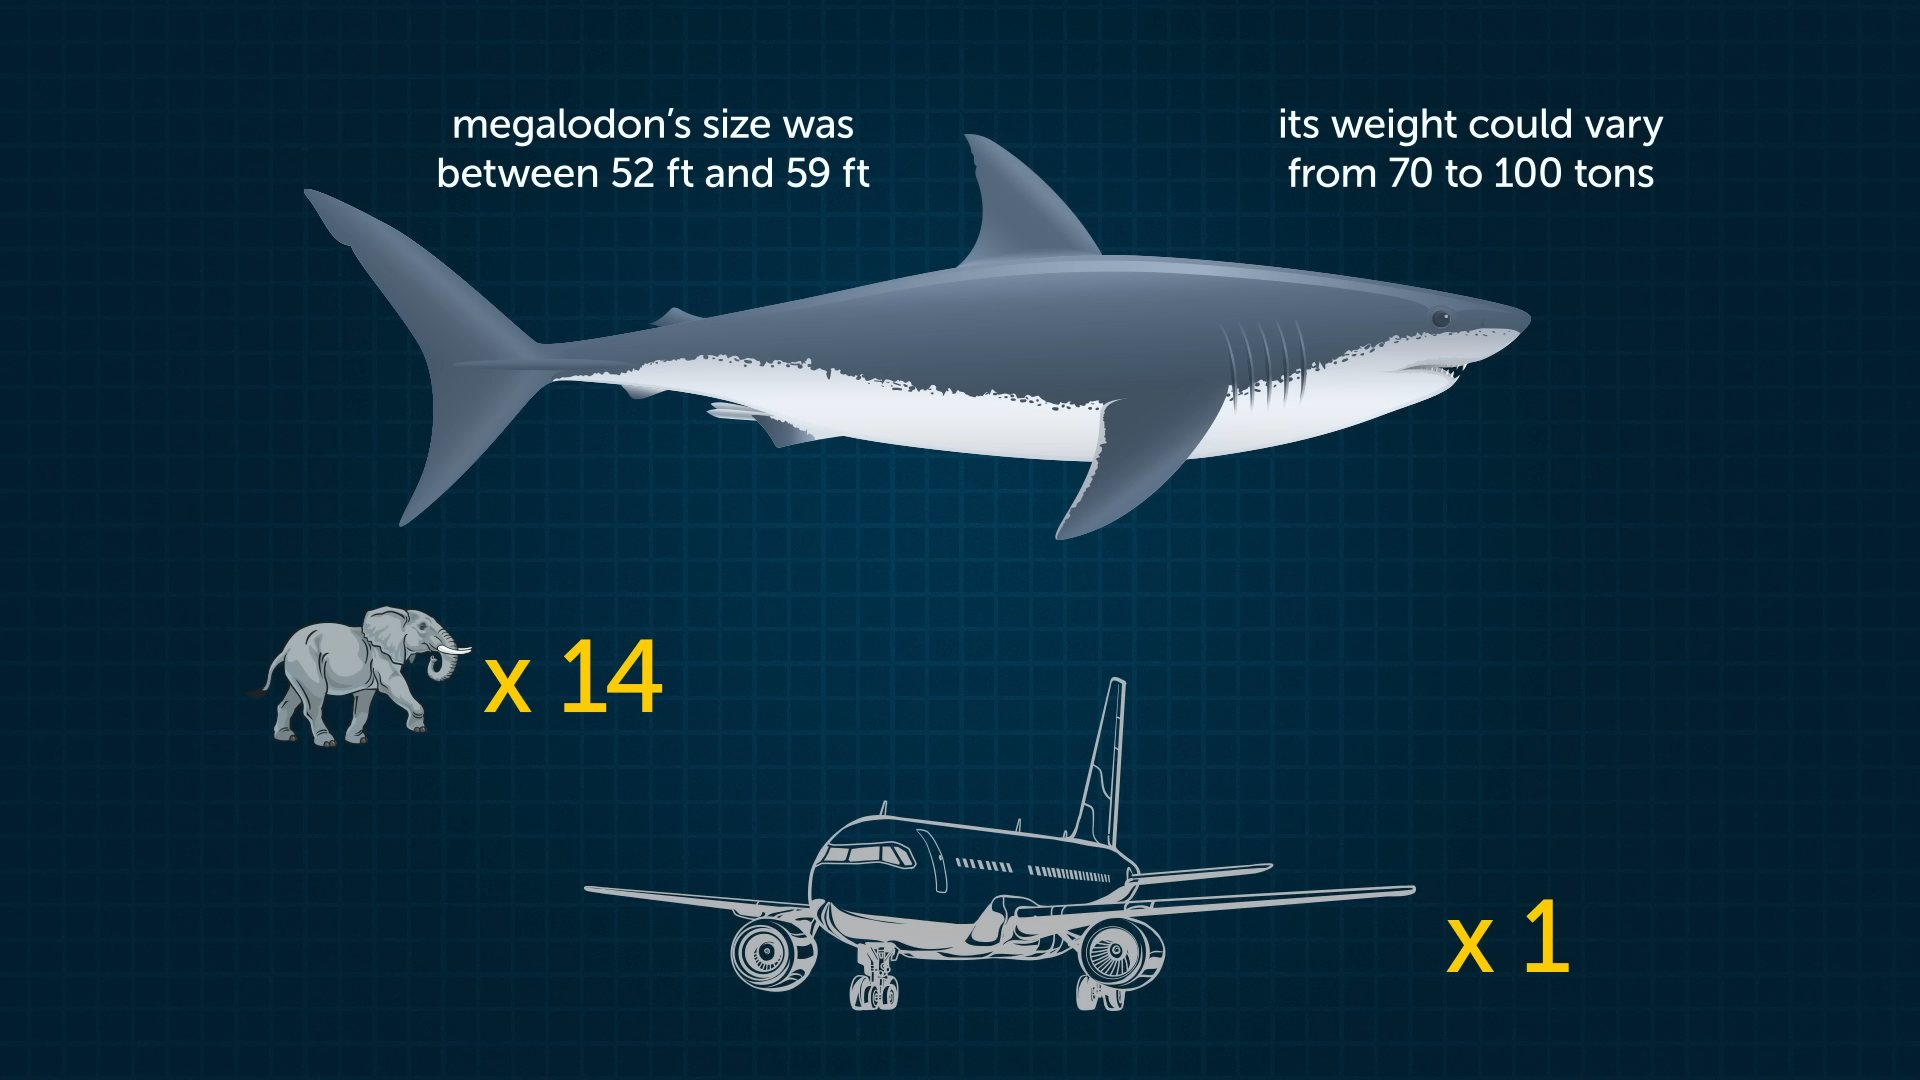 megalodon's size was
between 52 ft and 59 ft
its weight could vary
from 70 to 100 tons
x 14
x 1